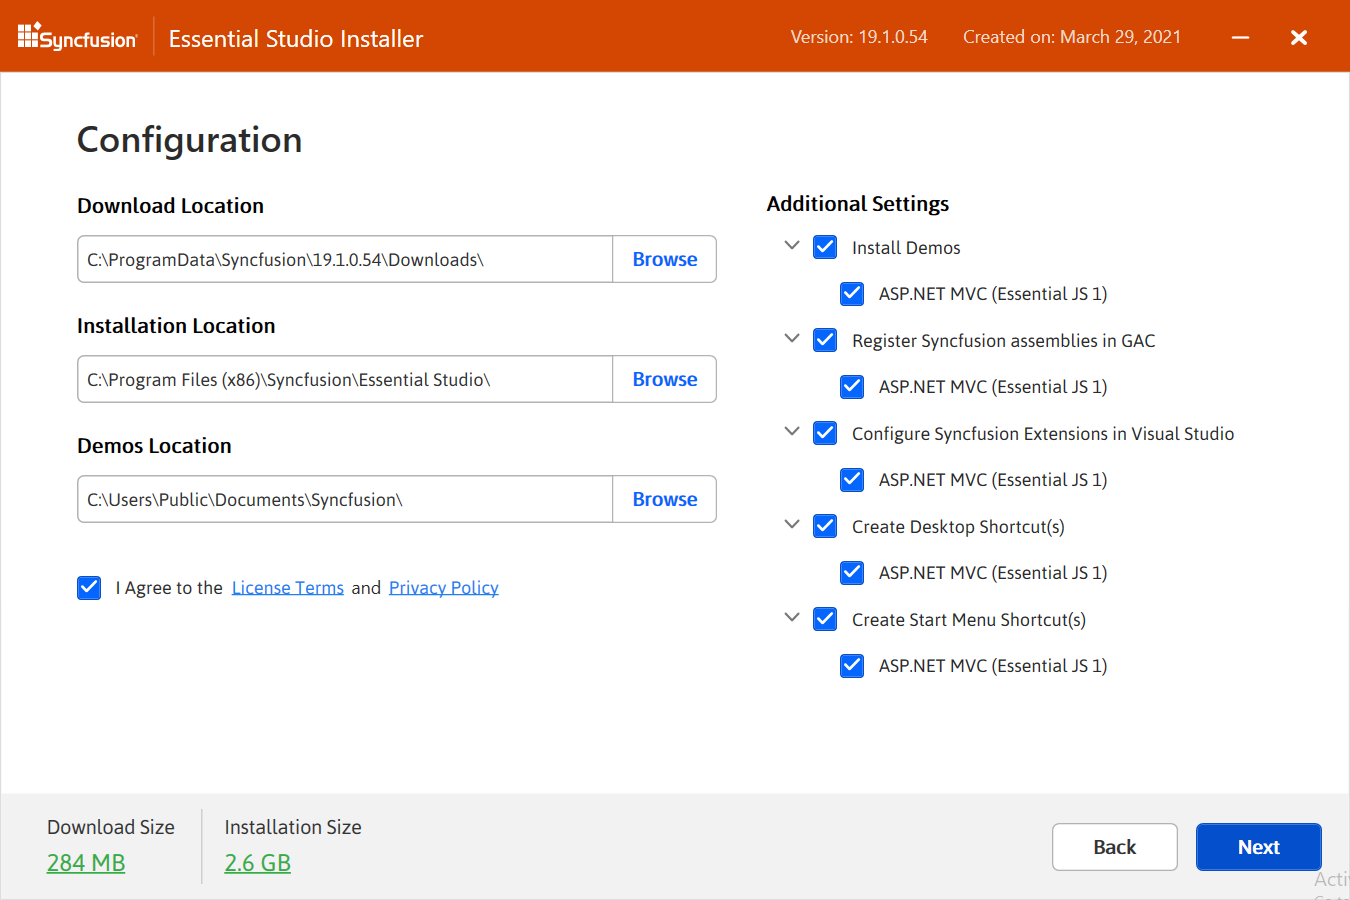 Syncfusion
Essential Studio Installer
Version: 19.1.0.54
Created on: March 29, 2021
Configuration
Download Location
C:\ProgramData\Syncfusion\19.1.0.54\Downloads\
Browse
Installation Location
C:\Program Files (x86)\Syncfusion\Essential Studio\
Browse
Demos Location
C:\Users\Public\Documents\Syncfusion\
Browse
I Agree to the License Terms and Privacy Policy
Additional Settings
Install Demos
ASP.NET MVC (Essential JS 1)
Register Syncfusion assemblies in GAC
ASP.NET MVC (Essential JS 1)
Configure Syncfusion Extensions in Visual Studio
ASP.NET MVC (Essential JS 1)
Create Desktop Shortcut(s)
ASP.NET MVC (Essential JS 1)
Create Start Menu Shortcut(s)
ASP.NET MVC (Essential JS 1)
Download Size
284 MB
Installation Size
2.6 GB
Back
Next
Acti